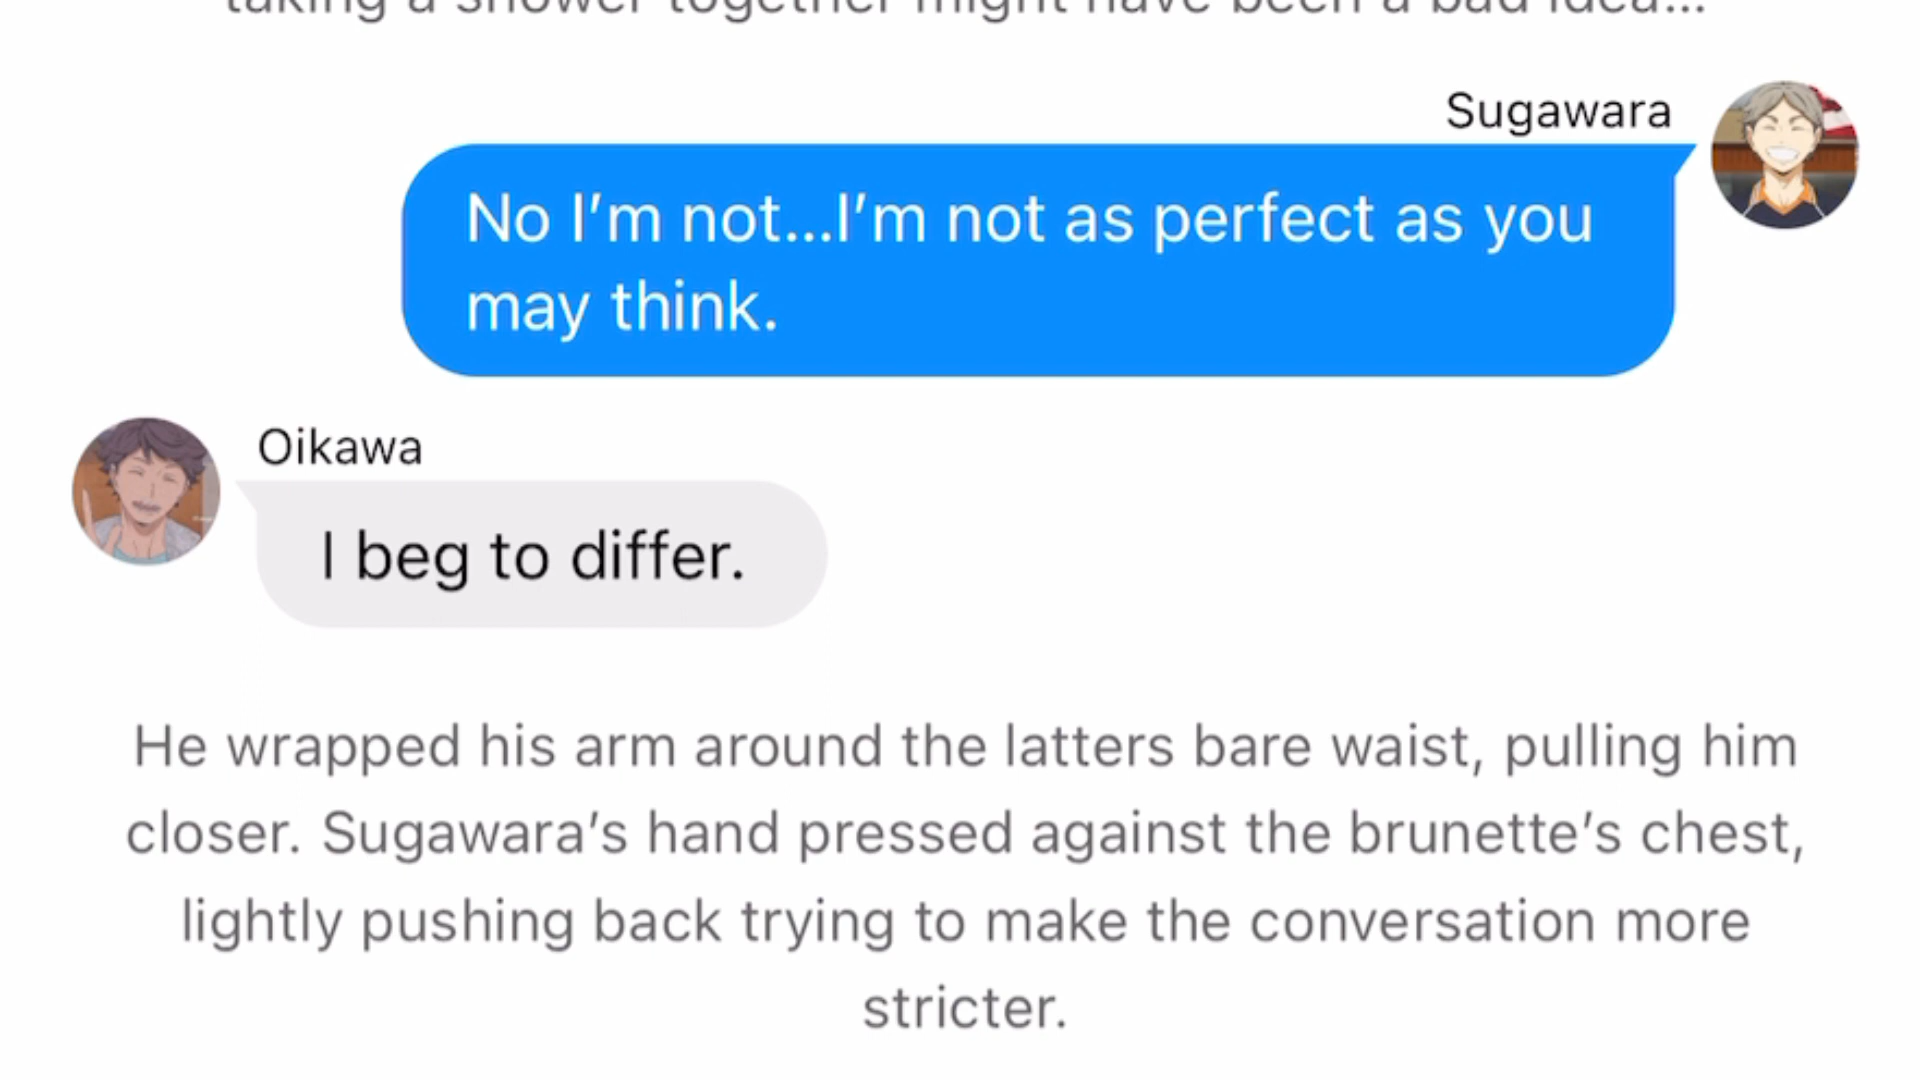 taking a shower together might have been a bad idea...
Sugawara
No I’m not...I’m not as perfect as you
may think.
Oikawa
I beg to differ.
He wrapped his arm around the latters bare waist, pulling him
closer. Sugawara’s hand pressed against the brunette’s chest,
lightly pushing back trying to make the conversation more
stricter.